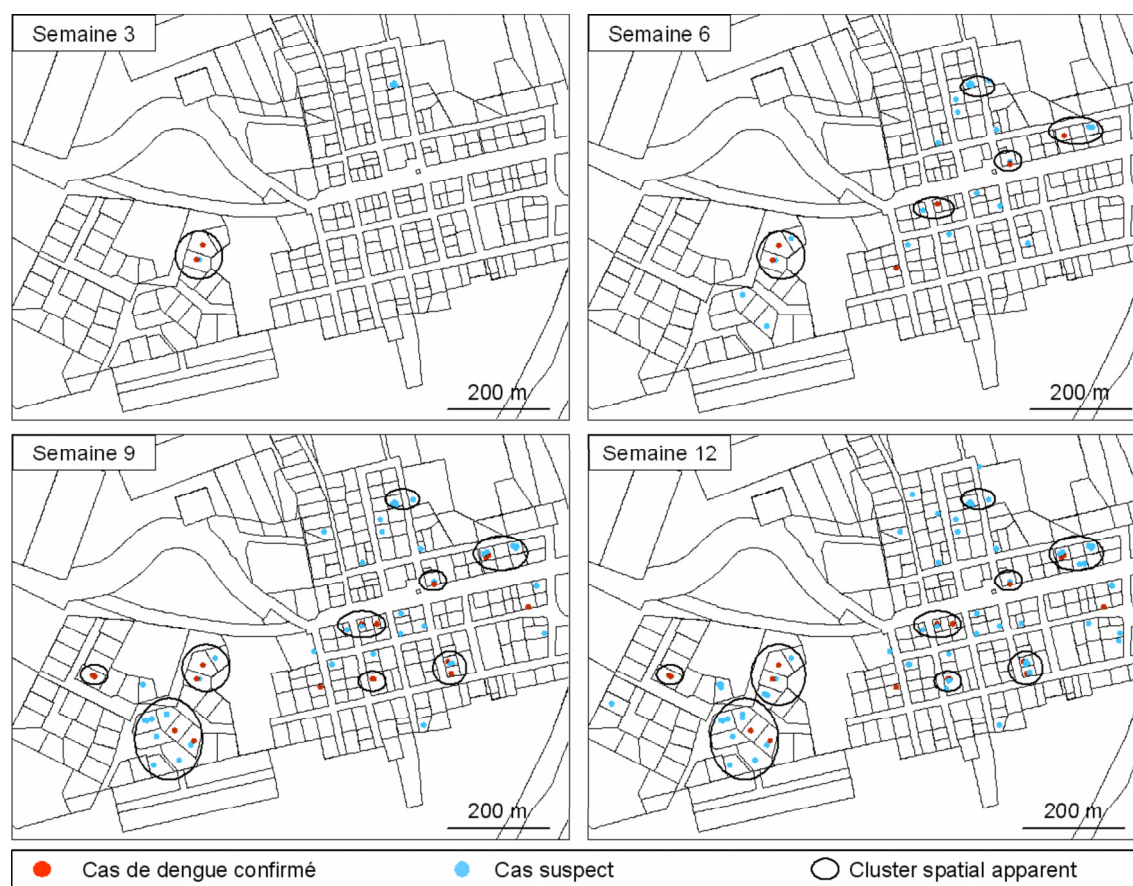 Semaine 3
Semaine 6
200 m
200 m
Semaine 9
Semaine 12
200 m
200 m
Cas de dengue confirmé
Cas suspect
Cluster spatial apparent